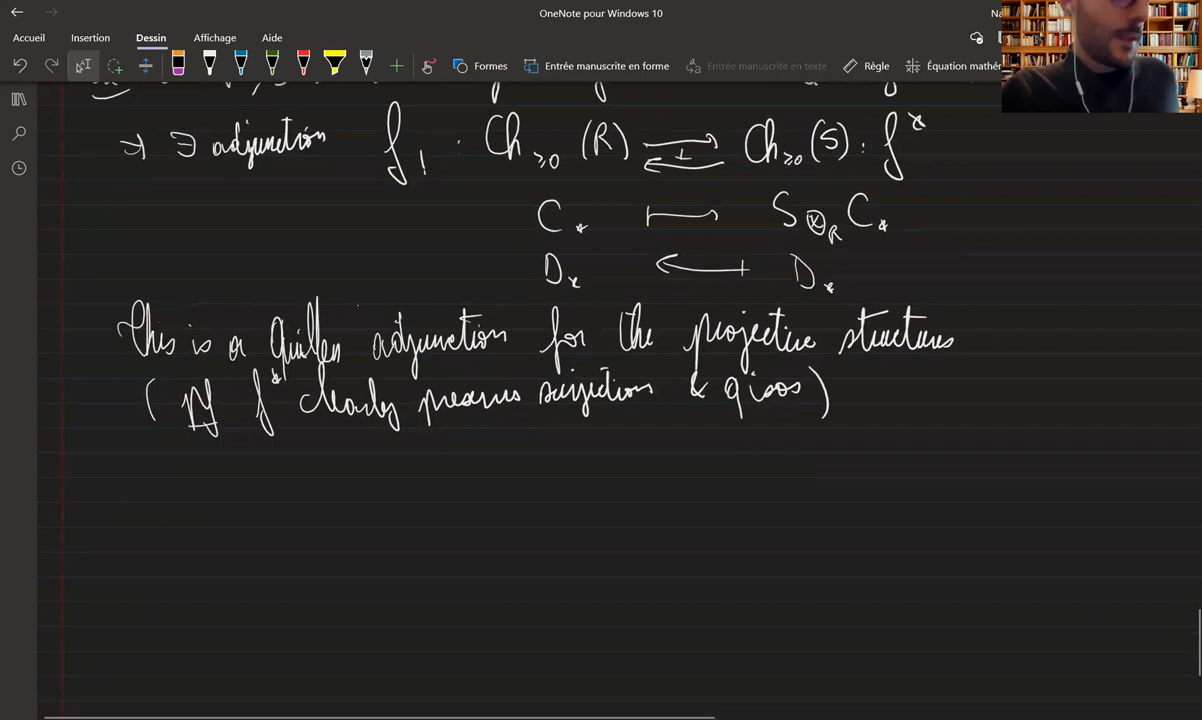 OneNote pour Windows 10
Accueil Insertion Dessin Affichage Aide
Formes Entrée manuscrite en forme Entrée manuscrite en texte Règle Équation mathé
→ ∃ adjunction f_! : Ch_{≥0}(R) ⇄ Ch_{≥0}(S) : f^*
C_* ↦ S ⊗_R C_*
D_* ↤ D_*
This is a Quillen adjunction for the projective structures
(Pf f^* clearly preserves surjections & qisos)